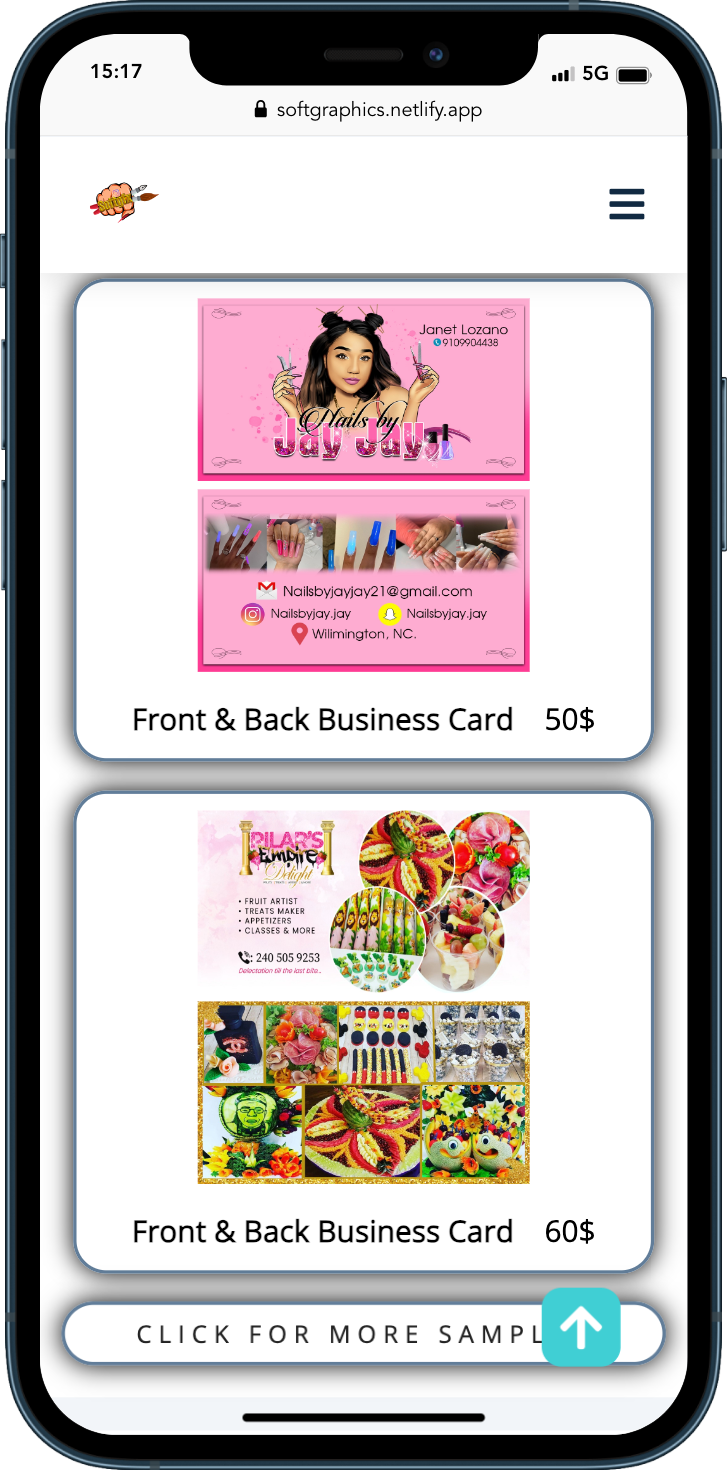 15:17
5G
softgraphics.netlify.app
Janet Lozano
9109904438
Nails by
Jay Jay
Nailsbyjayjay21@gmail.com
Nailsbyjay.jay Nailsbyjay.jay
Wilimington, NC.
Front & Back Business Card 50$
PILAR'S
Empire
Delight
• FRUIT ARTIST
• TREATS MAKER
• APPETIZERS
• CLASSES & MORE
: 240 505 9253
Delectation till the last bite...
Front & Back Business Card 60$
CLICK FOR MORE SAMPL